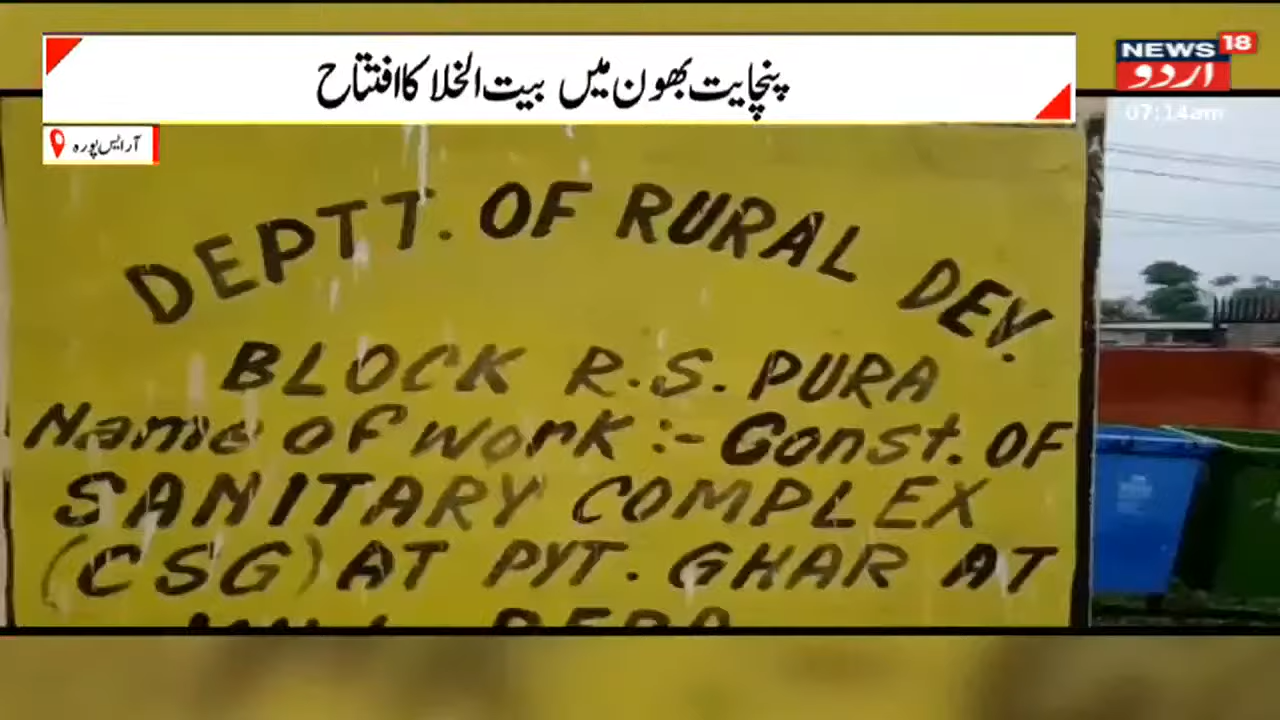 پنچایت بھون میں بیت الخلا کا افتتاح
NEWS 18
اردو
07:14am
آر ایس پورہ
DEPTT. OF RURAL DEV.
BLOCK R.S. PURA
Name of work :- Const. OF
SANITARY COMPLEX
(CSG) AT PYT. GHAR AT